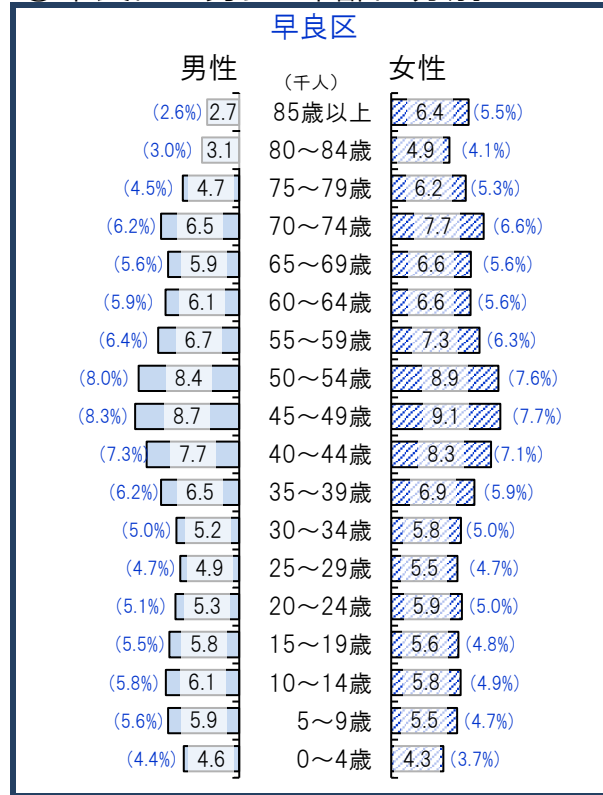 早良区
男性 (千人) 女性
(2.6%) 2.7 85歳以上 6.4 (5.5%)
(3.0%) 3.1 80～84歳 4.9 (4.1%)
(4.5%) 4.7 75～79歳 6.2 (5.3%)
(6.2%) 6.5 70～74歳 7.7 (6.6%)
(5.6%) 5.9 65～69歳 6.6 (5.6%)
(5.9%) 6.1 60～64歳 6.6 (5.6%)
(6.4%) 6.7 55～59歳 7.3 (6.3%)
(8.0%) 8.4 50～54歳 8.9 (7.6%)
(8.3%) 8.7 45～49歳 9.1 (7.7%)
(7.3%) 7.7 40～44歳 8.3 (7.1%)
(6.2%) 6.5 35～39歳 6.9 (5.9%)
(5.0%) 5.2 30～34歳 5.8 (5.0%)
(4.7%) 4.9 25～29歳 5.5 (4.7%)
(5.1%) 5.3 20～24歳 5.9 (5.0%)
(5.5%) 5.8 15～19歳 5.6 (4.8%)
(5.8%) 6.1 10～14歳 5.8 (4.9%)
(5.6%) 5.9 5～9歳 5.5 (4.7%)
(4.4%) 4.6 0～4歳 4.3 (3.7%)